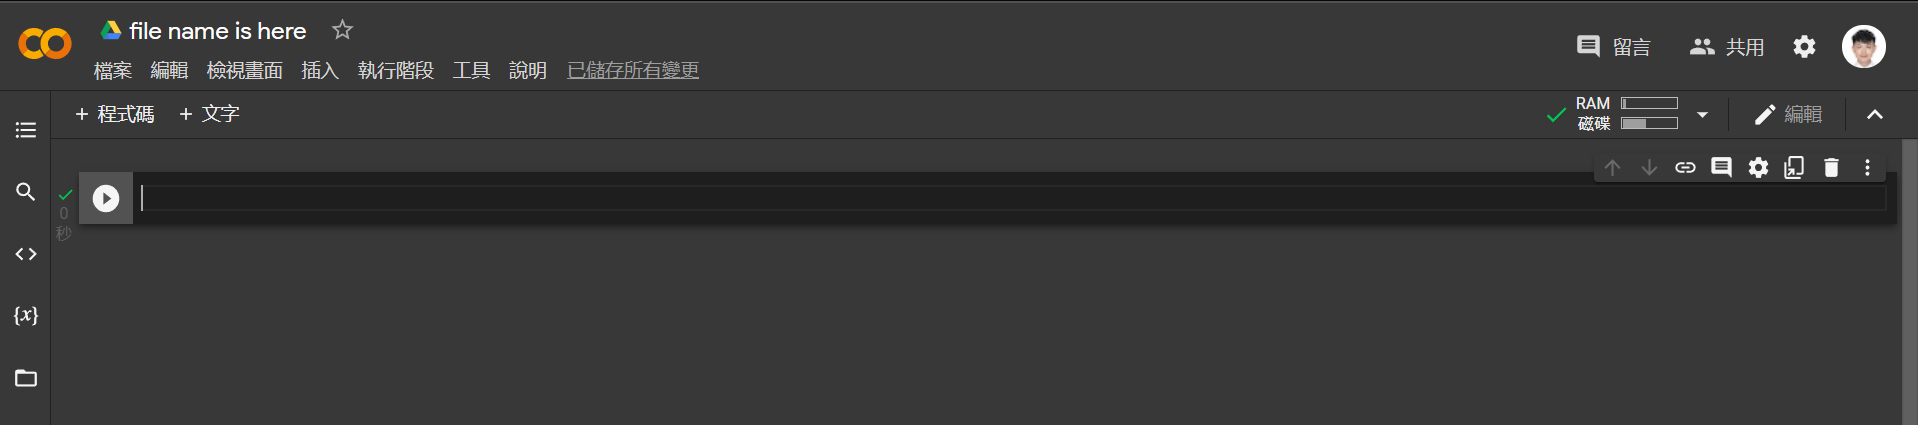 file name is here
檔案 編輯 檢視畫面 插入 執行階段 工具 說明 已儲存所有變更
留言 共用
+ 程式碼 + 文字
RAM
磁碟
編輯
0
秒
{x}